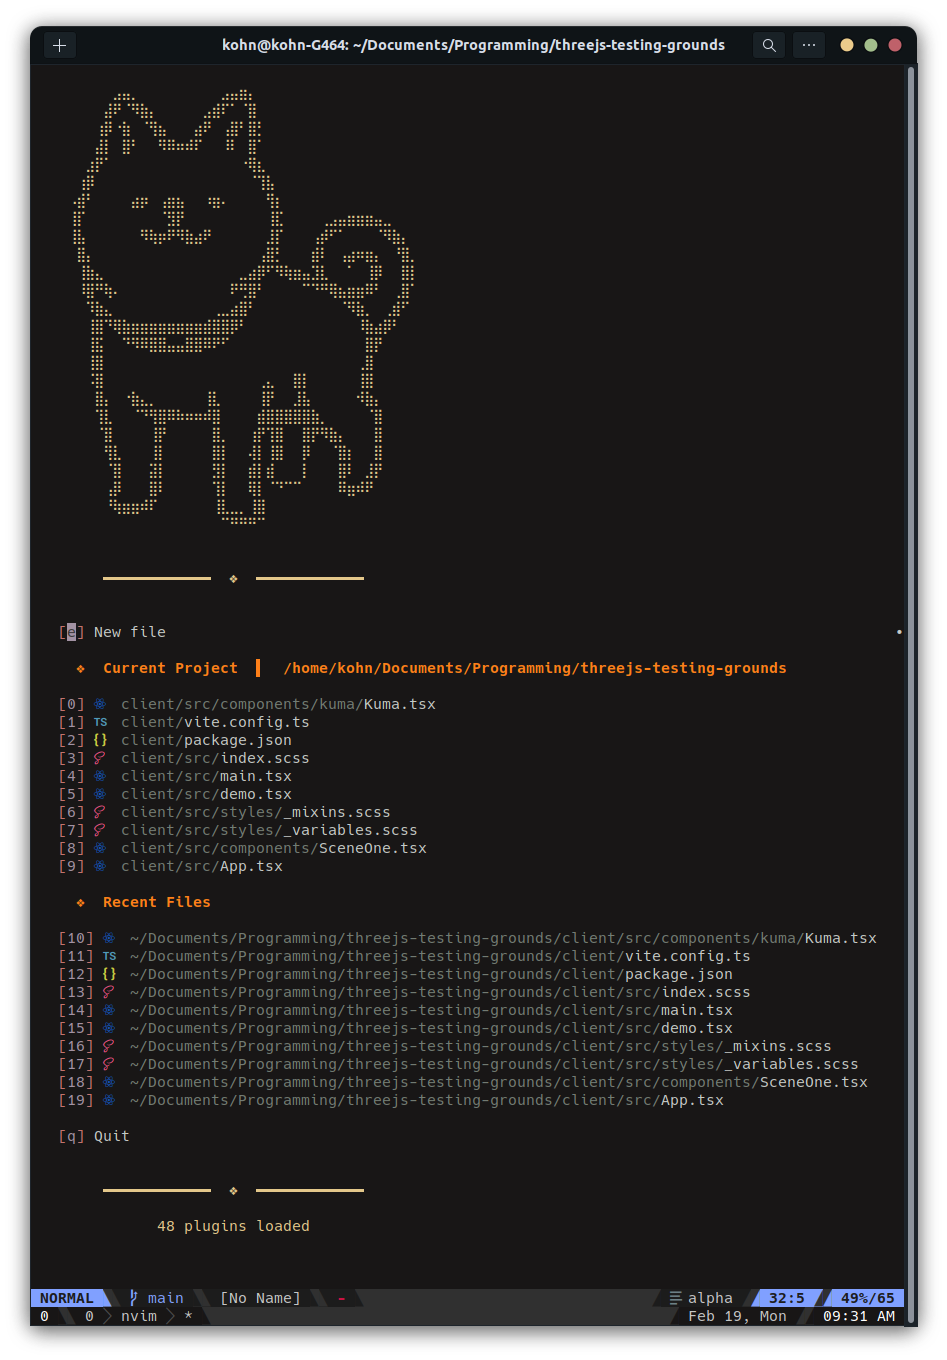 kohn@kohn-G464: ~/Documents/Programming/threejs-testing-grounds
[e] New file
Current Project /home/kohn/Documents/Programming/threejs-testing-grounds
[0] client/src/components/kuma/Kuma.tsx
[1] TS client/vite.config.ts
[2] {} client/package.json
[3] client/src/index.scss
[4] client/src/main.tsx
[5] client/src/demo.tsx
[6] client/src/styles/_mixins.scss
[7] client/src/styles/_variables.scss
[8] client/src/components/SceneOne.tsx
[9] client/src/App.tsx
Recent Files
[10] ~/Documents/Programming/threejs-testing-grounds/client/src/components/kuma/Kuma.tsx
[11] TS ~/Documents/Programming/threejs-testing-grounds/client/vite.config.ts
[12] {} ~/Documents/Programming/threejs-testing-grounds/client/package.json
[13] ~/Documents/Programming/threejs-testing-grounds/client/src/index.scss
[14] ~/Documents/Programming/threejs-testing-grounds/client/src/main.tsx
[15] ~/Documents/Programming/threejs-testing-grounds/client/src/demo.tsx
[16] ~/Documents/Programming/threejs-testing-grounds/client/src/styles/_mixins.scss
[17] ~/Documents/Programming/threejs-testing-grounds/client/src/styles/_variables.scss
[18] ~/Documents/Programming/threejs-testing-grounds/client/src/components/SceneOne.tsx
[19] ~/Documents/Programming/threejs-testing-grounds/client/src/App.tsx
[q] Quit
48 plugins loaded
NORMAL main [No Name] - alpha 32:5 49%/65
0 0 nvim * Feb 19, Mon 09:31 AM